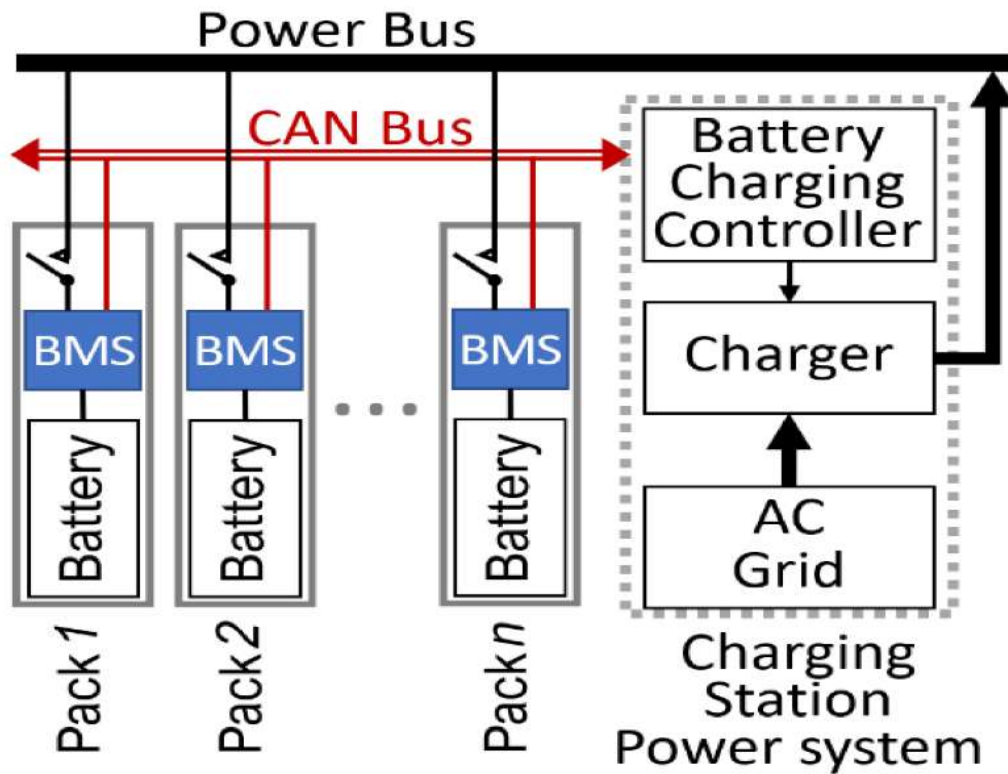 Power Bus
CAN Bus
Battery
Charging
Controller
BMS
BMS
BMS
Charger
Battery
Battery
Battery
AC
Grid
Pack 1
Pack 2
Pack n
Charging
Station
Power system